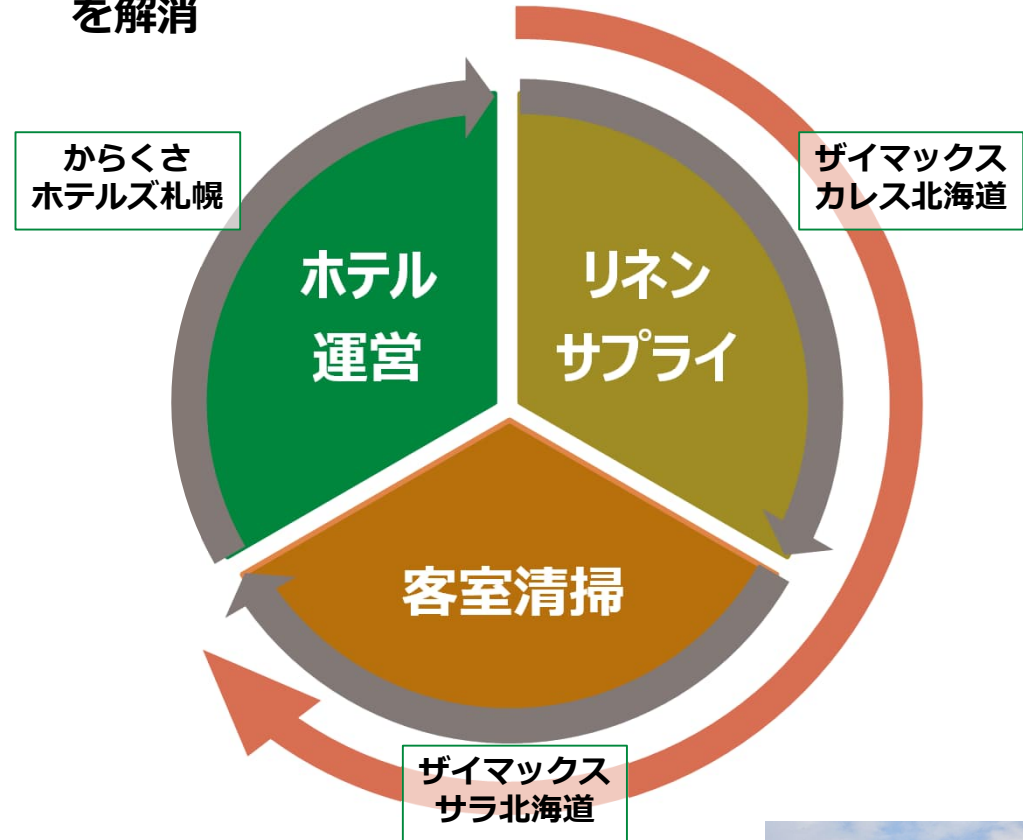 を解消
からくさ
ホテルズ札幌
ザイマックス
カレス北海道
ホテル
運営
リネン
サプライ
客室清掃
ザイマックス
サラ北海道